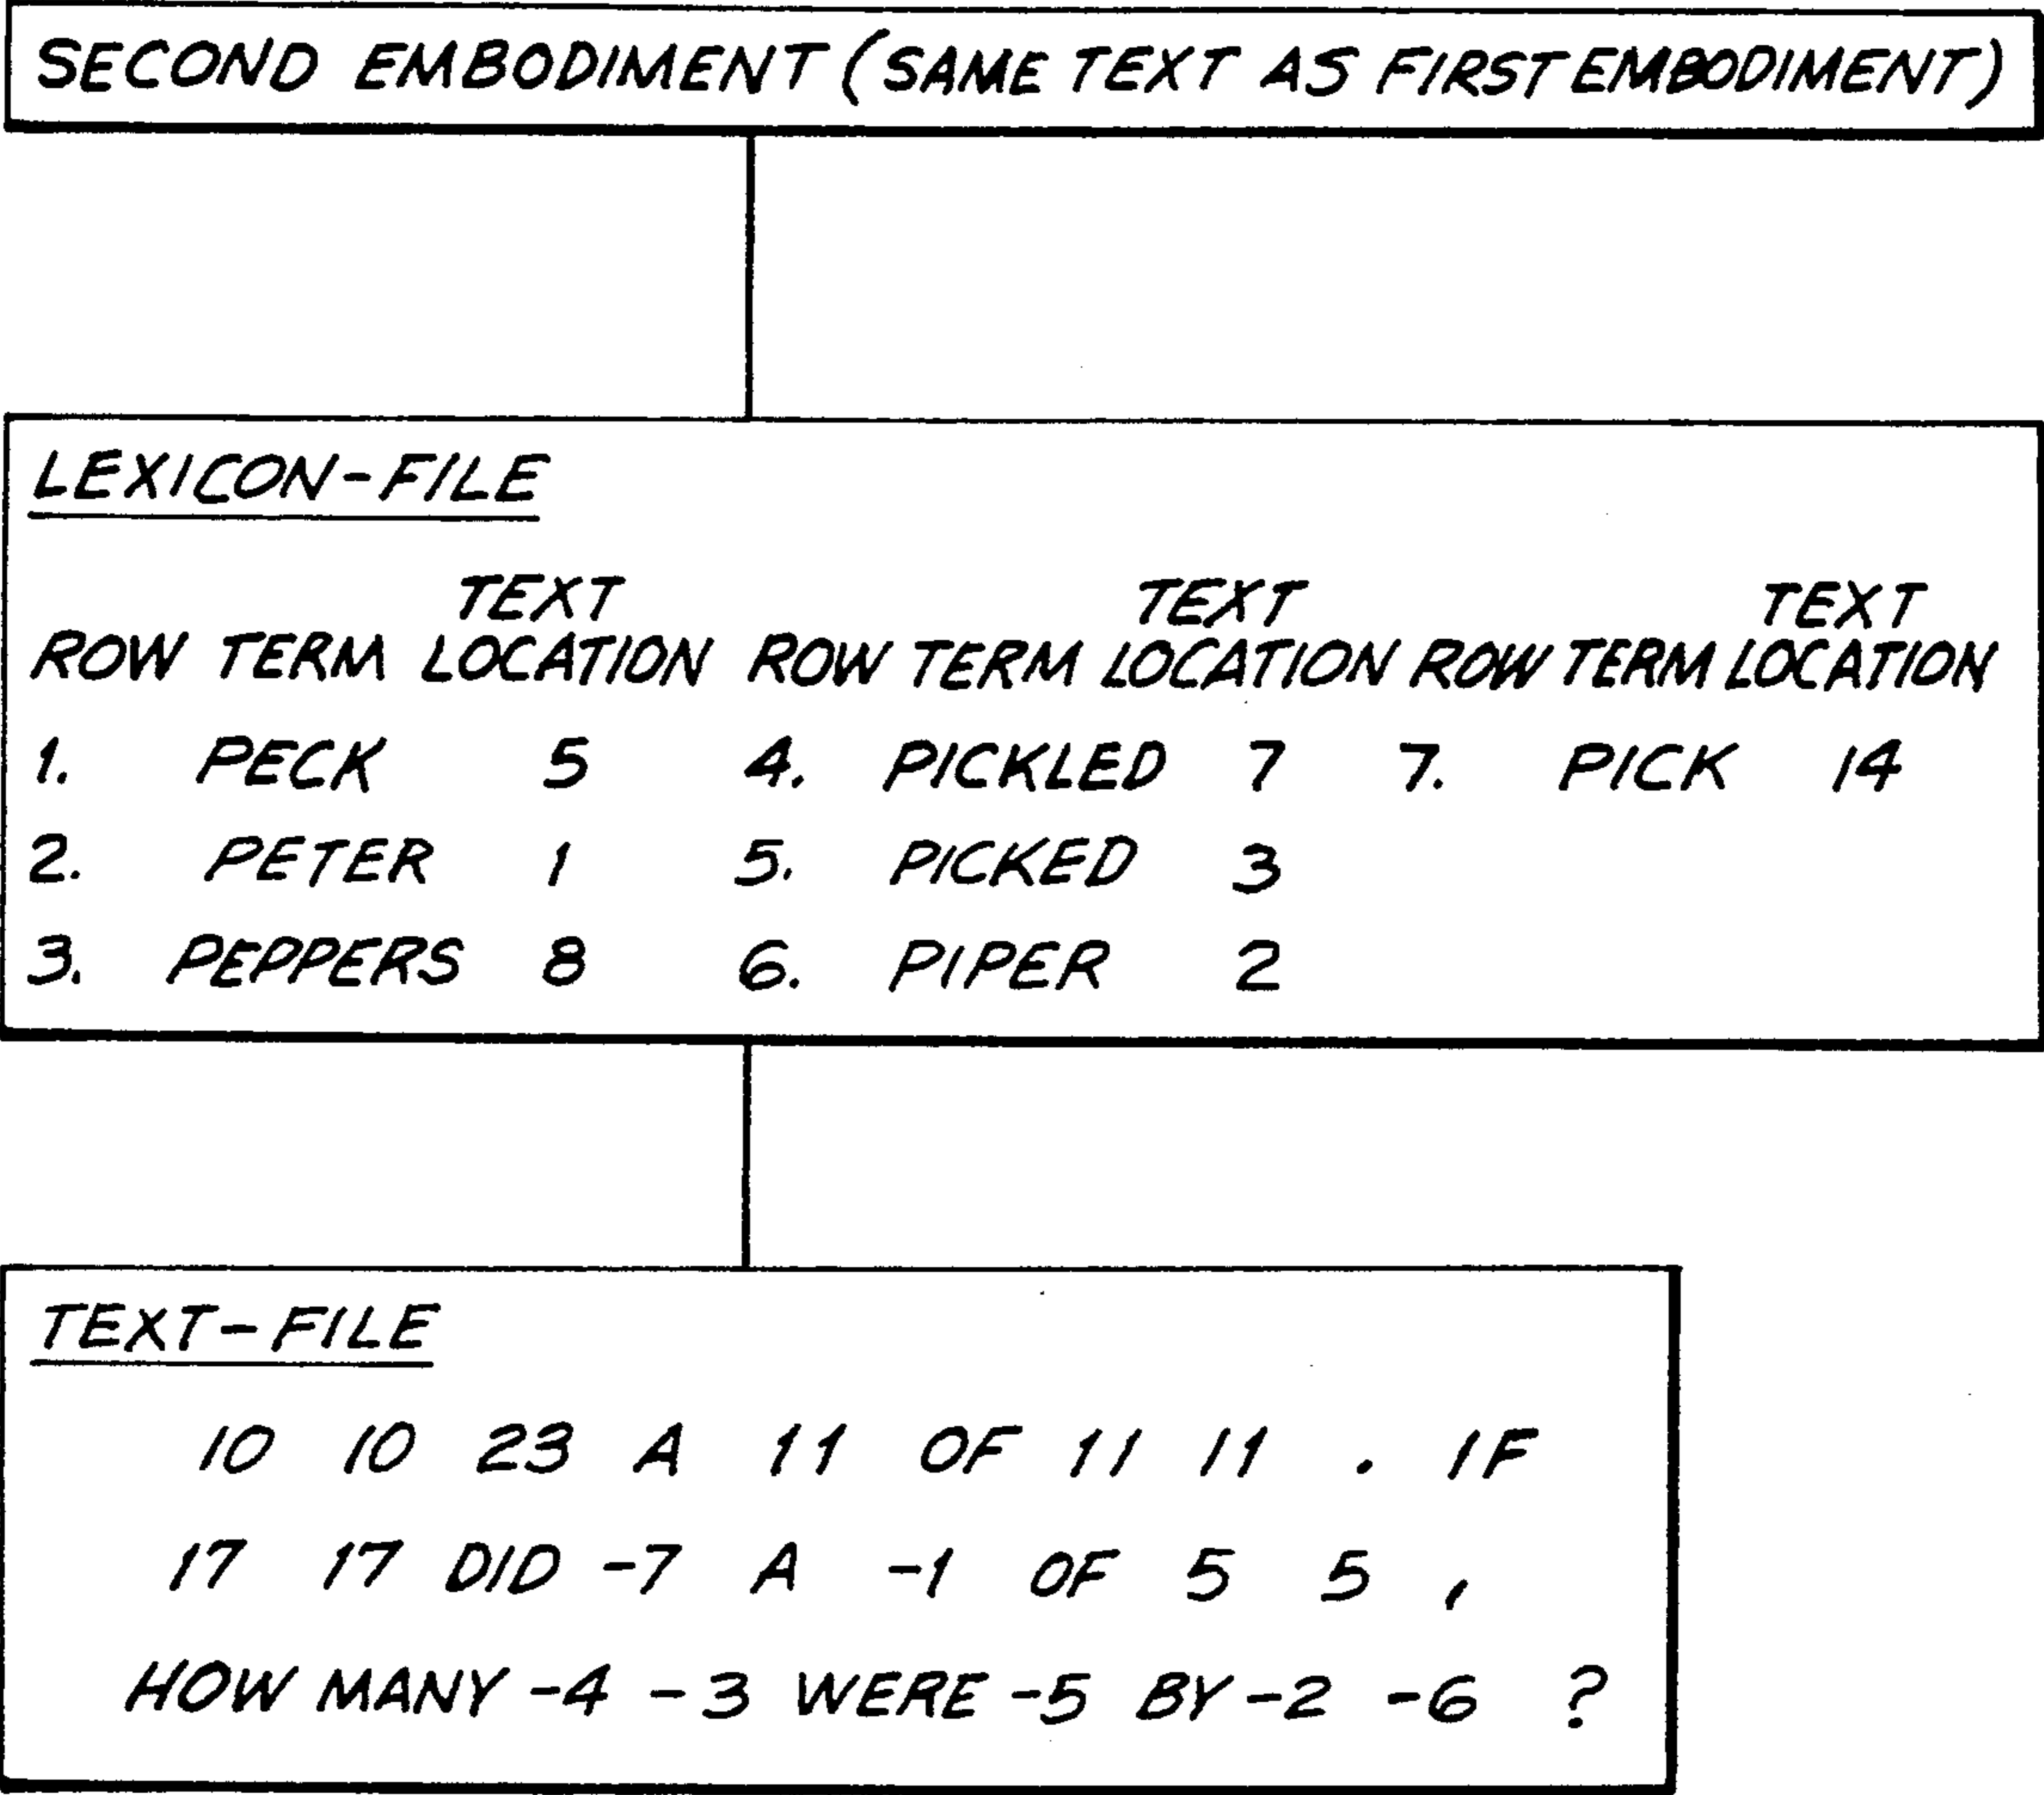 SECOND EMBODIMENT (SAME TEXT AS FIRST EMBODIMENT)
LEXICON-FILE
TEXT TEXT TEXT
ROW TERM LOCATION ROW TERM LOCATION ROW TERM LOCATION
1. PECK 5 4. PICKLED 7 7. PICK 14
2. PETER 1 5. PICKED 3
3. PEPPERS 8 6. PIPER 2
TEXT-FILE
10 10 23 A 11 OF 11 11 . IF
17 17 DID -7 A -1 OF 5 5 ,
HOW MANY -4 -3 WERE -5 BY -2 -6 ?